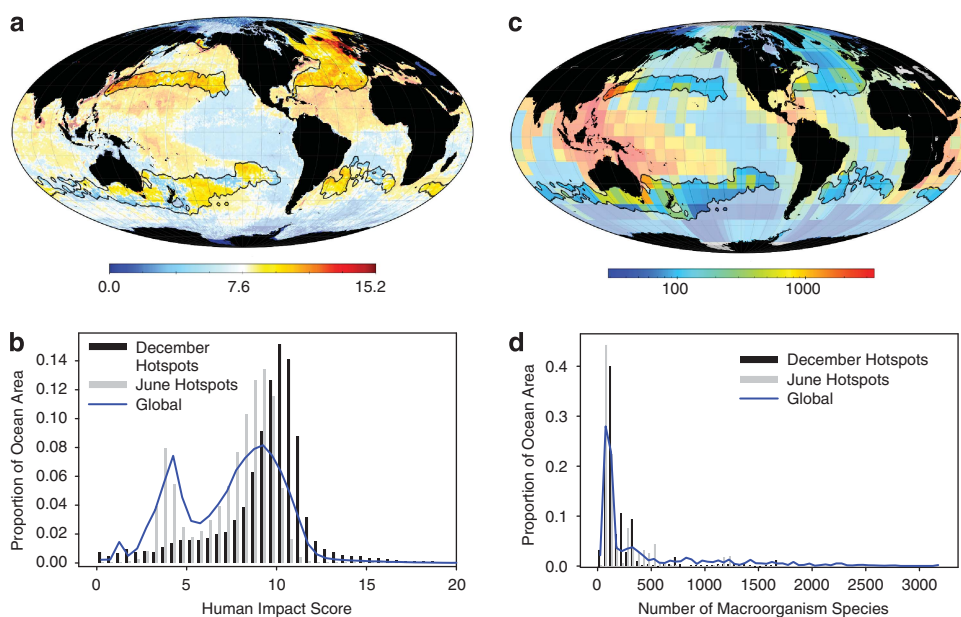 a
0.0
7.6
15.2
c
100
1000
b
Proportion of Ocean Area
0.14
0.12
0.10
0.08
0.06
0.04
0.02
0.00
December
Hotspots
June Hotspots
Global
0
5
10
15
20
Human Impact Score
d
Proportion of Ocean Area
0.4
0.3
0.2
0.1
0.0
December Hotspots
June Hotspots
Global
0
500
1000
1500
2000
2500
3000
Number of Macroorganism Species